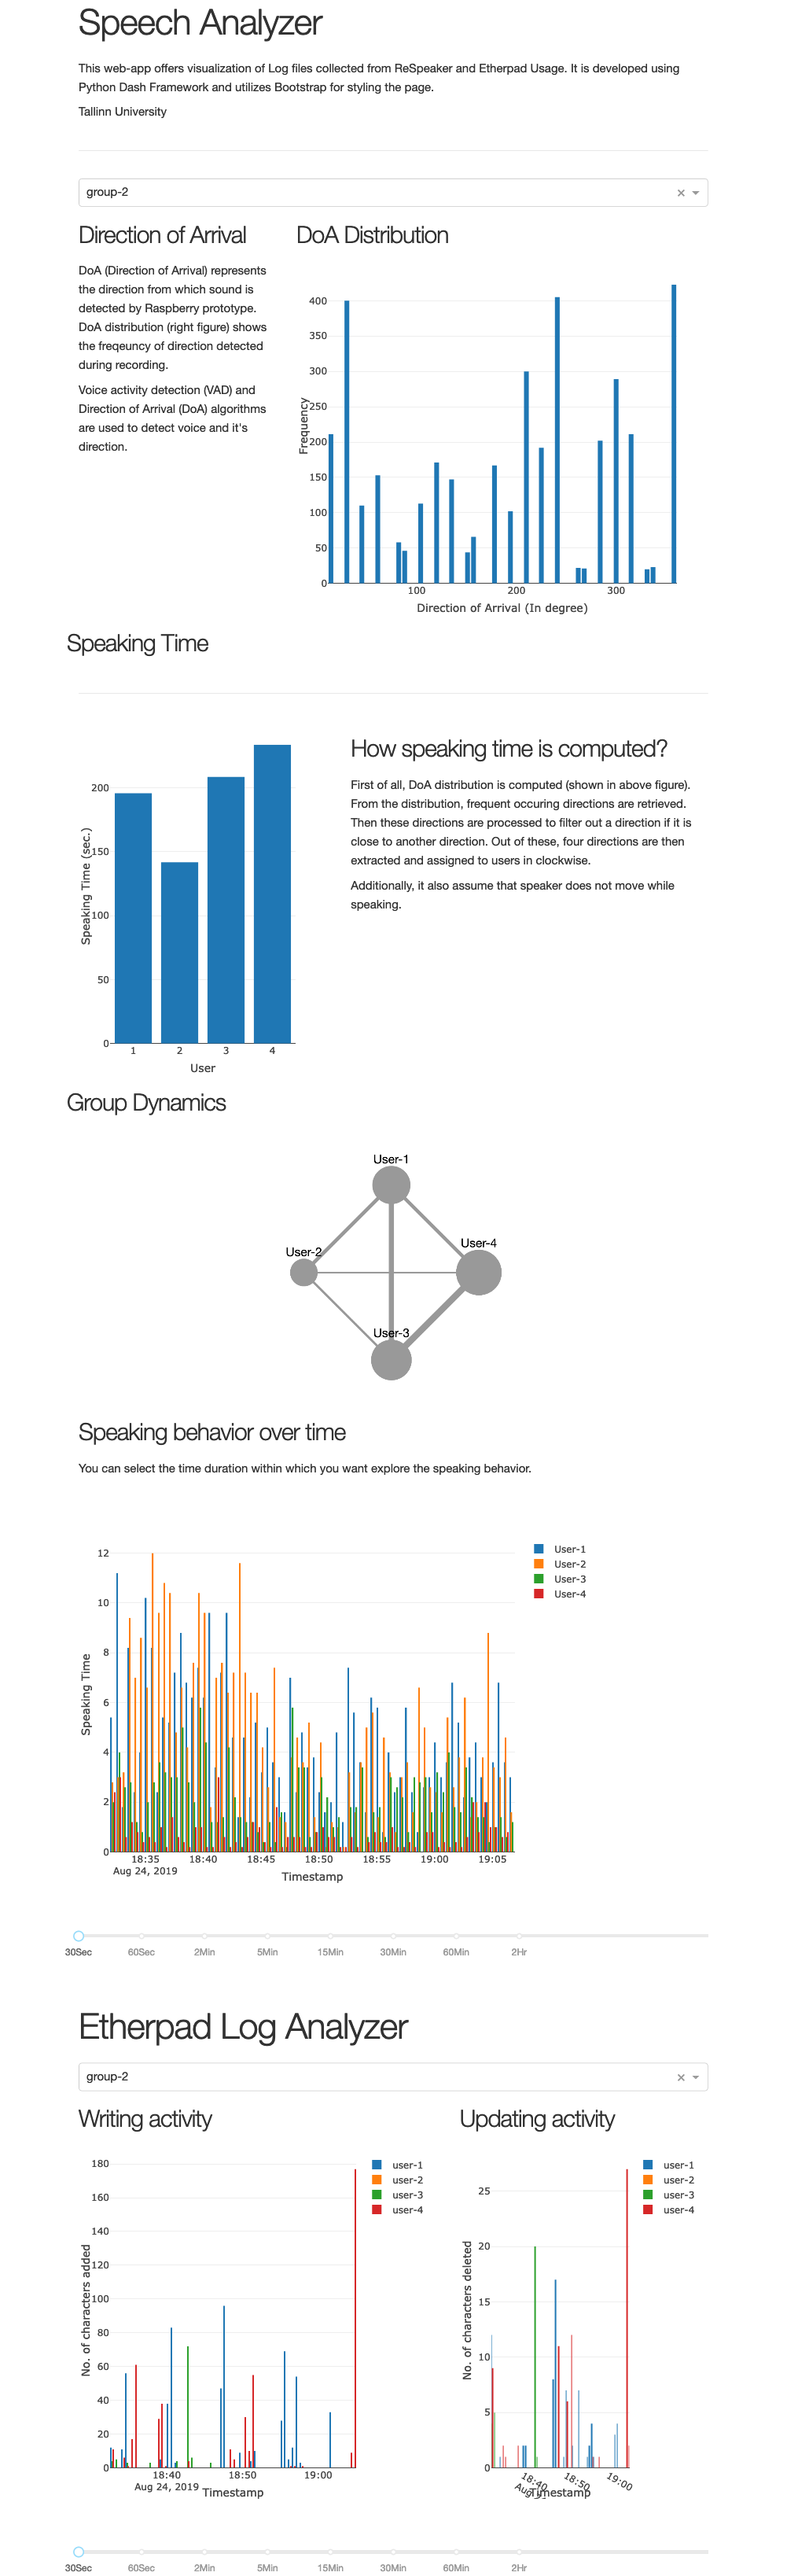 Speech Analyzer
This web-app offers visualization of Log files collected from ReSpeaker and Etherpad Usage. It is developed using
Python Dash Framework and utilizes Bootstrap for styling the page.
Tallinn University
group-2
Direction of Arrival
DoA (Direction of Arrival) represents
the direction from which sound is
detected by Raspberry prototype.
DoA distribution (right figure) shows
the freqeuncy of direction detected
during recording.
Voice activity detection (VAD) and
Direction of Arrival (DoA) algorithms
are used to detect voice and it's
direction.
DoA Distribution
400
350
300
250
200
150
100
50
0
Frequency
100 200 300
Direction of Arrival (In degree)
Speaking Time
200
150
100
50
0
Speaking Time (sec.)
1 2 3 4
User
How speaking time is computed?
First of all, DoA distribution is computed (shown in above figure).
From the distribution, frequent occuring directions are retrieved.
Then these directions are processed to filter out a direction if it is
close to another direction. Out of these, four directions are then
extracted and assigned to users in clockwise.
Additionally, it also assume that speaker does not move while
speaking.
Group Dynamics
User-1
User-4
User-2
User-3
Speaking behavior over time
You can select the time duration within which you want explore the speaking behavior.
12
10
8
6
4
2
0
Speaking Time
18:35 18:40 18:45 18:50 18:55 19:00 19:05
Aug 24, 2019
Timestamp
User-1
User-2
User-3
User-4
30Sec 60Sec 2Min 5Min 15Min 30Min 60Min 2Hr
Etherpad Log Analyzer
group-2
Writing activity
180
160
140
120
100
80
60
40
20
0
No. of characters added
18:40 18:50 19:00
Aug 24, 2019
Timestamp
user-1
user-2
user-3
user-4
Updating activity
25
20
15
10
5
0
No. of characters deleted
18:40 18:50 19:00
Timestamp
user-1
user-2
user-3
user-4
30Sec 60Sec 2Min 5Min 15Min 30Min 60Min 2Hr